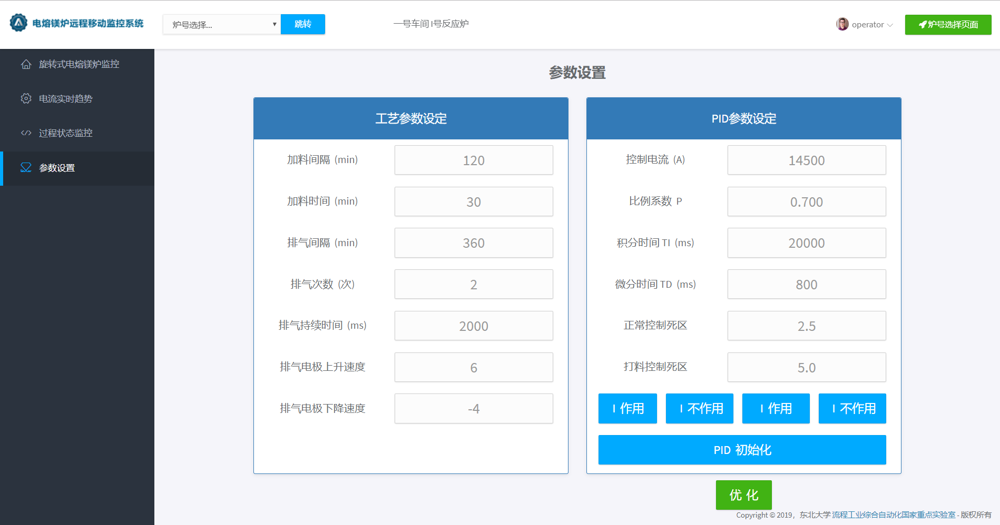 电熔镁炉远程移动监控系统
炉号选择...
跳转
一号车间 I号反应炉
operator
炉号选择页面
旋转式电熔镁炉监控
电流实时趋势
过程状态监控
参数设置
参数设置
工艺参数设定
加料间隔 (min) 120
加料时间 (min) 30
排气间隔 (min) 360
排气次数 (次) 2
排气持续时间 (ms) 2000
排气电极上升速度 6
排气电极下降速度 -4
PID参数设定
控制电流 (A) 14500
比例系数 P 0.700
积分时间 TI (ms) 20000
微分时间 TD (ms) 800
正常控制死区 2.5
打料控制死区 5.0
I 作用 I 不作用 I 作用 I 不作用
PID 初始化
优 化
Copyright © 2019，东北大学 流程工业综合自动化国家重点实验室 - 版权所有